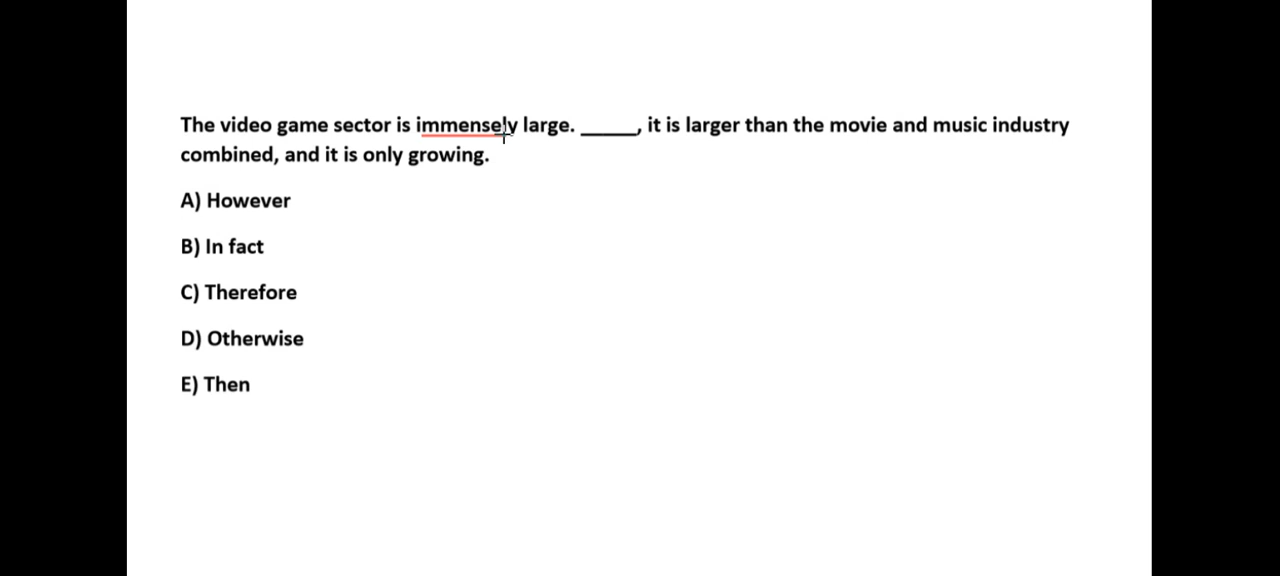 The video game sector is immensely large. _____, it is larger than the movie and music industry
combined, and it is only growing.
A) However
B) In fact
C) Therefore
D) Otherwise
E) Then